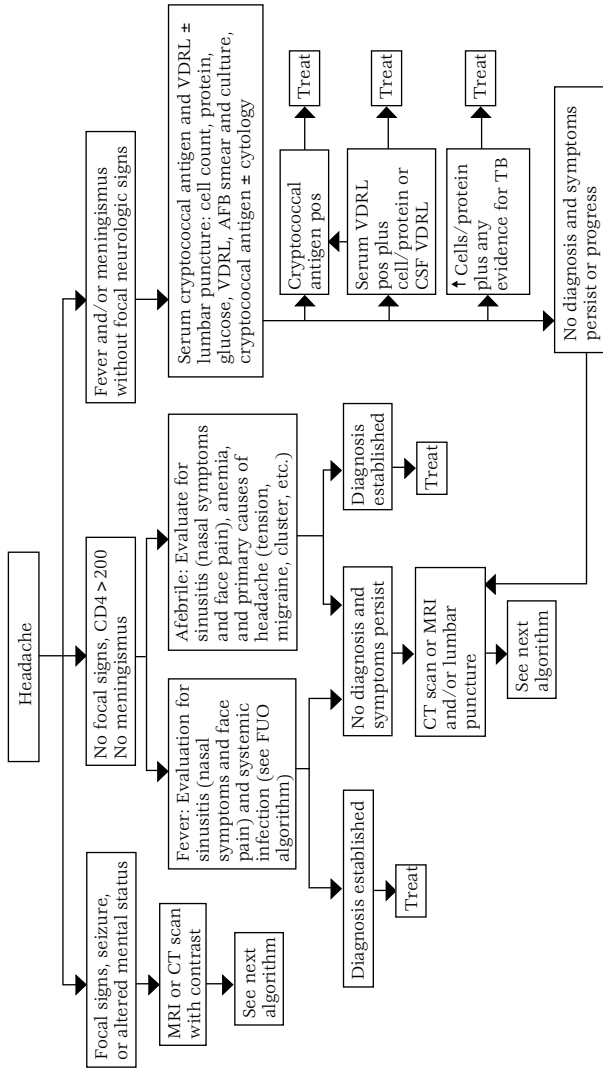 Headache
Focal signs, seizure,
or altered mental status
MRI or CT scan
with contrast
See next
algorithm
No focal signs, CD4 > 200
No meningismus
Fever: Evaluation for
sinusitis (nasal
symptoms and face
pain) and systemic
infection (see FUO
algorithm)
Diagnosis established
Treat
Afebrile: Evaluate for
sinusitis (nasal symptoms
and face pain), anemia,
and primary causes of
headache (tension,
migraine, cluster, etc.)
No diagnosis and
symptoms persist
Diagnosis
established
Treat
CT scan or MRI
and/or lumbar
puncture
See next
algorithm
Fever and/or meningismus
without focal neurologic signs
Serum cryptococcal antigen and VDRL ±
lumbar puncture: cell count, protein,
glucose, VDRL, AFB smear and culture,
cryptococcal antigen ± cytology
Cryptococcal
antigen pos
Treat
Serum VDRL
pos plus
cell/protein or
CSF VDRL
Treat
↑ Cells/protein
plus any
evidence for TB
Treat
No diagnosis and symptoms
persist or progress